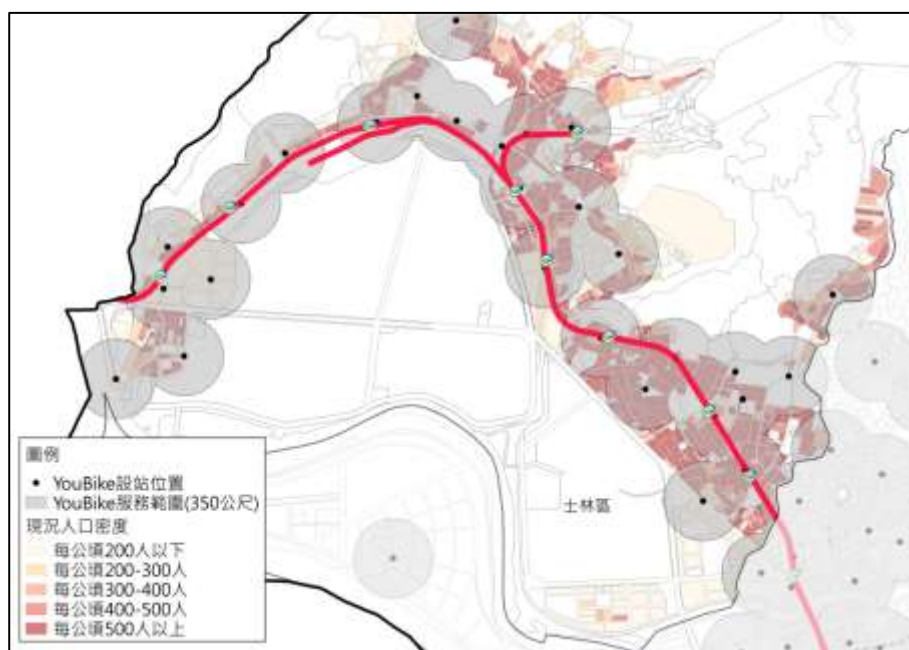 士林區
圖例
YouBike設站位置
YouBike服務範圍(350公尺)
現況人口密度
每公頃200人以下
每公頃200-300人
每公頃300-400人
每公頃400-500人
每公頃500人以上